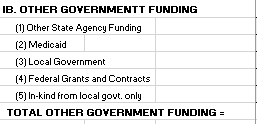 IB. OTHER GOVERNMENTT FUNDING
(1) Other State Agency Funding
(2) Medicaid
(3) Local Government
(4) Federal Grants and Contracts
(5) In-kind from local govt. only
TOTAL OTHER GOVERNMENT FUNDING =